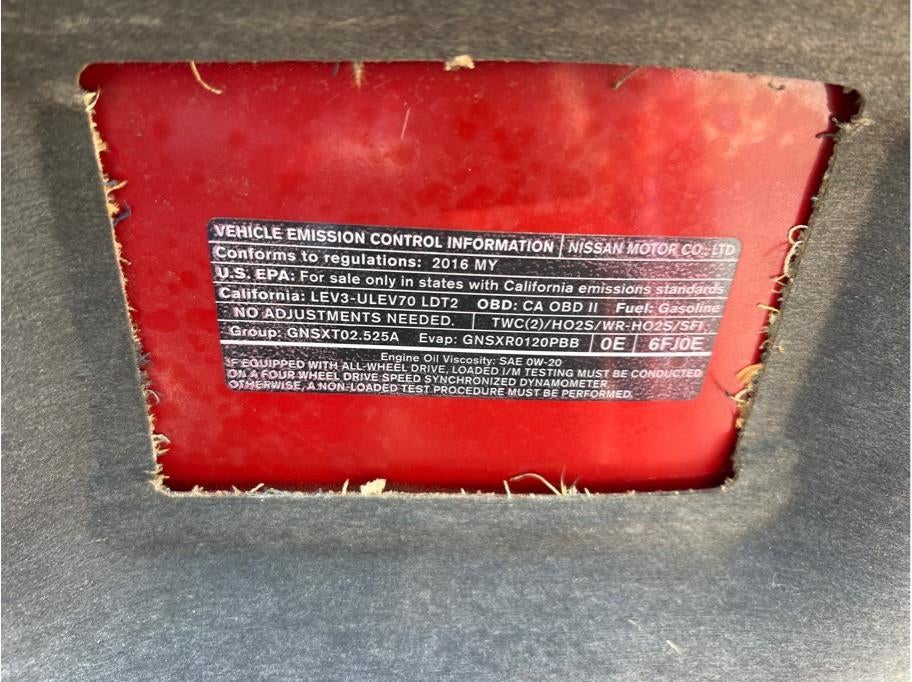 VEHICLE EMISSION CONTROL INFORMATION NISSAN MOTOR CO., LTD
Conforms to regulations: 2016 MY
U.S. EPA: For sale only in states with California emissions standards
California: LEV3-ULEV70 LDT2 OBD: CA OBD II Fuel: Gasoline
NO ADJUSTMENTS NEEDED. TWC(2)/HO2S/WR-HO2S/SFI
Group: GNSXT02.525A Evap: GNSXR0120PBB 0E 6FJ0E
Engine Oil Viscosity: SAE 0W-20
IF EQUIPPED WITH ALL-WHEEL DRIVE, LOADED I/M TESTING MUST BE CONDUCTED
ON A FOUR WHEEL DRIVE SPEED SYNCHRONIZED DYNAMOMETER.
OTHERWISE, A NON-LOADED TEST PROCEDURE MUST BE PERFORMED.